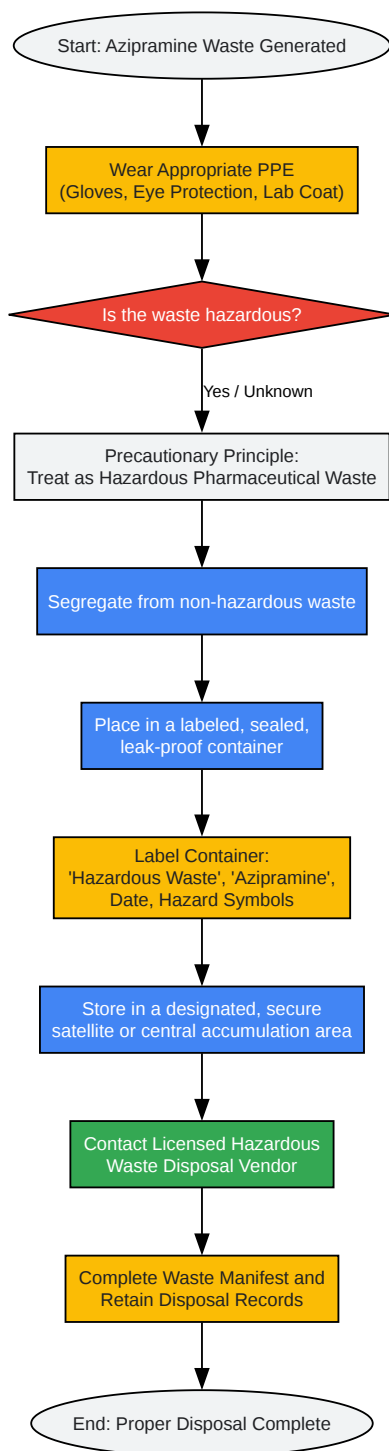 Start: Azipramine Waste Generated
Wear Appropriate PPE
(Gloves, Eye Protection, Lab Coat)
Is the waste hazardous?
Yes / Unknown
Precautionary Principle:
Treat as Hazardous Pharmaceutical Waste
Segregate from non-hazardous waste
Place in a labeled, sealed,
leak-proof container
Label Container:
'Hazardous Waste', 'Azipramine',
Date, Hazard Symbols
Store in a designated, secure
satellite or central accumulation area
Contact Licensed Hazardous
Waste Disposal Vendor
Complete Waste Manifest and
Retain Disposal Records
End: Proper Disposal Complete